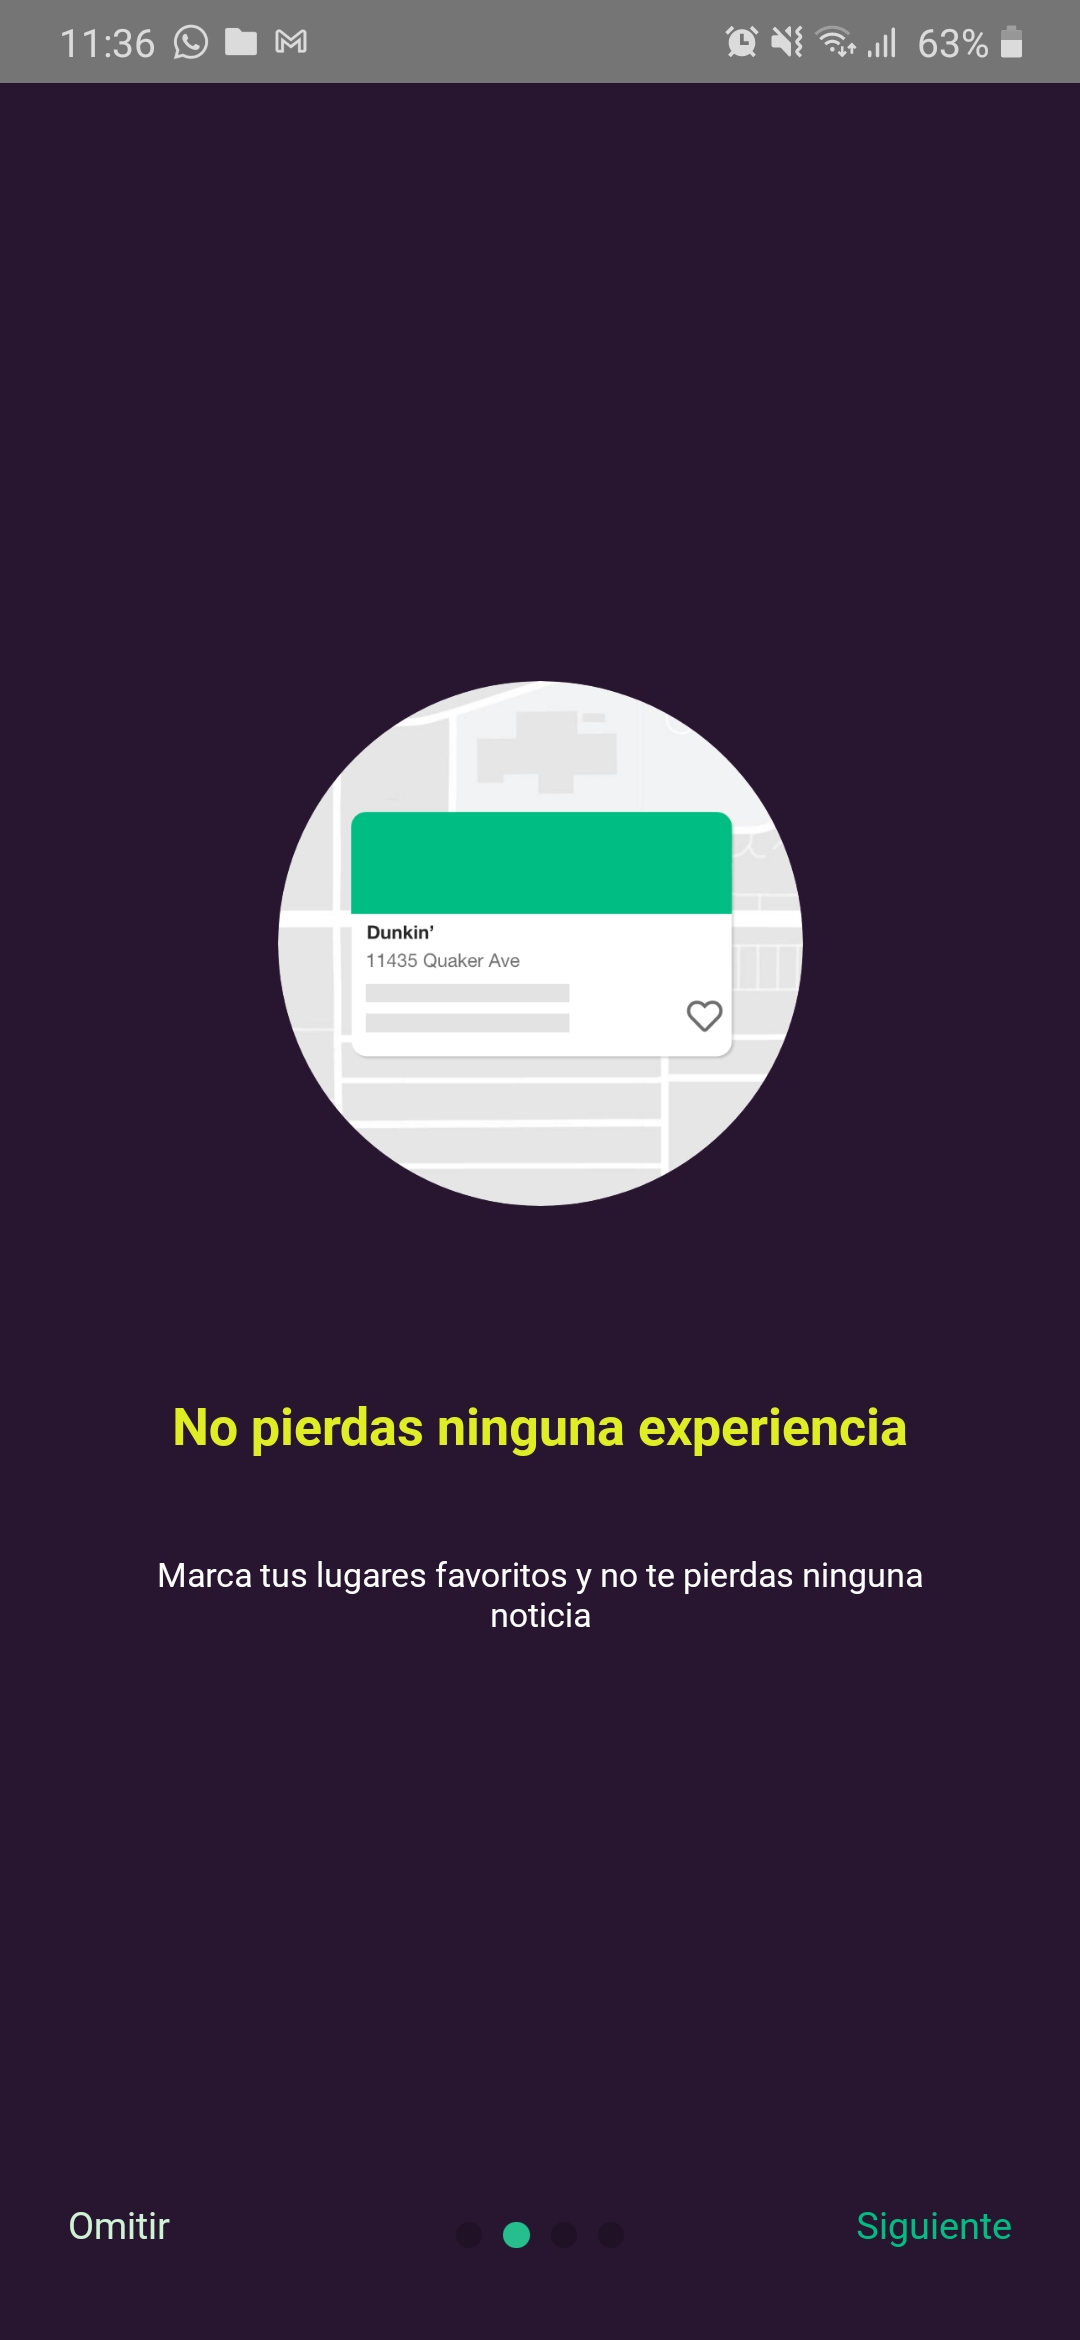 11:36
63%
Dunkin’
11435 Quaker Ave
No pierdas ninguna experiencia
Marca tus lugares favoritos y no te pierdas ninguna
noticia
Omitir
Siguiente